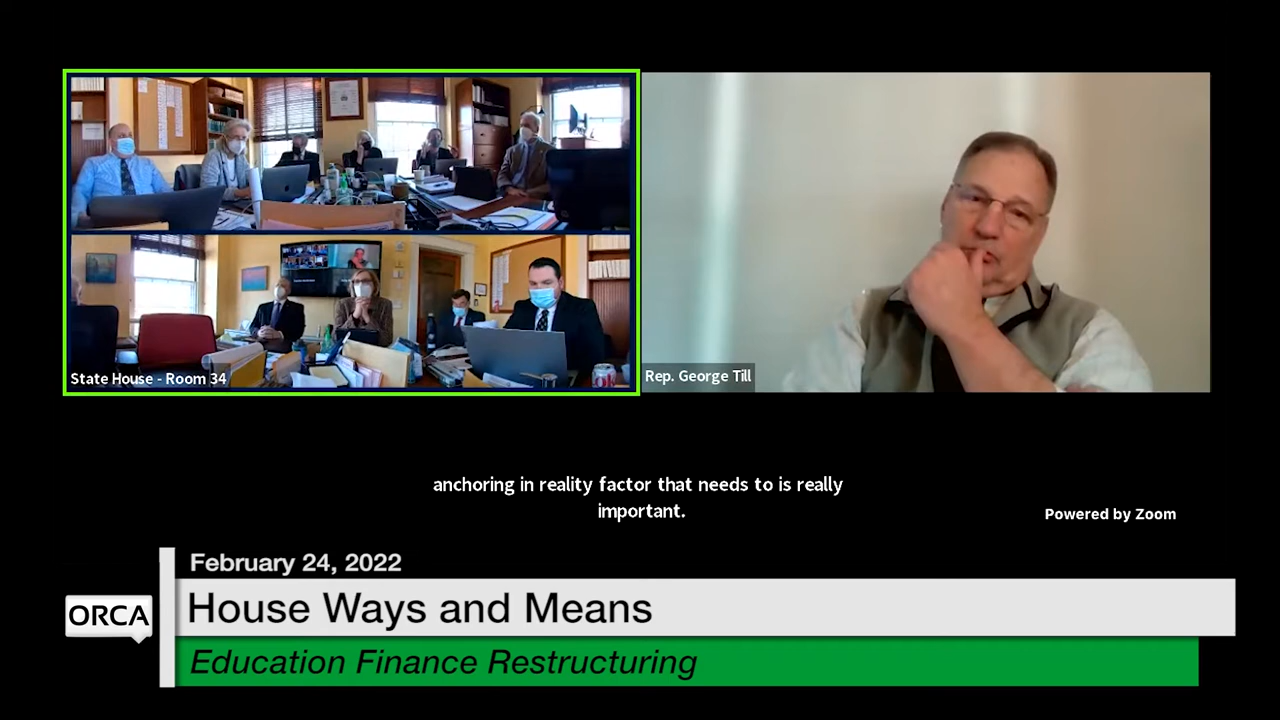 State House - Room 34
Rep. George Till
anchoring in reality factor that needs to is really
important.
Powered by Zoom
February 24, 2022
House Ways and Means
ORCA
Education Finance Restructuring